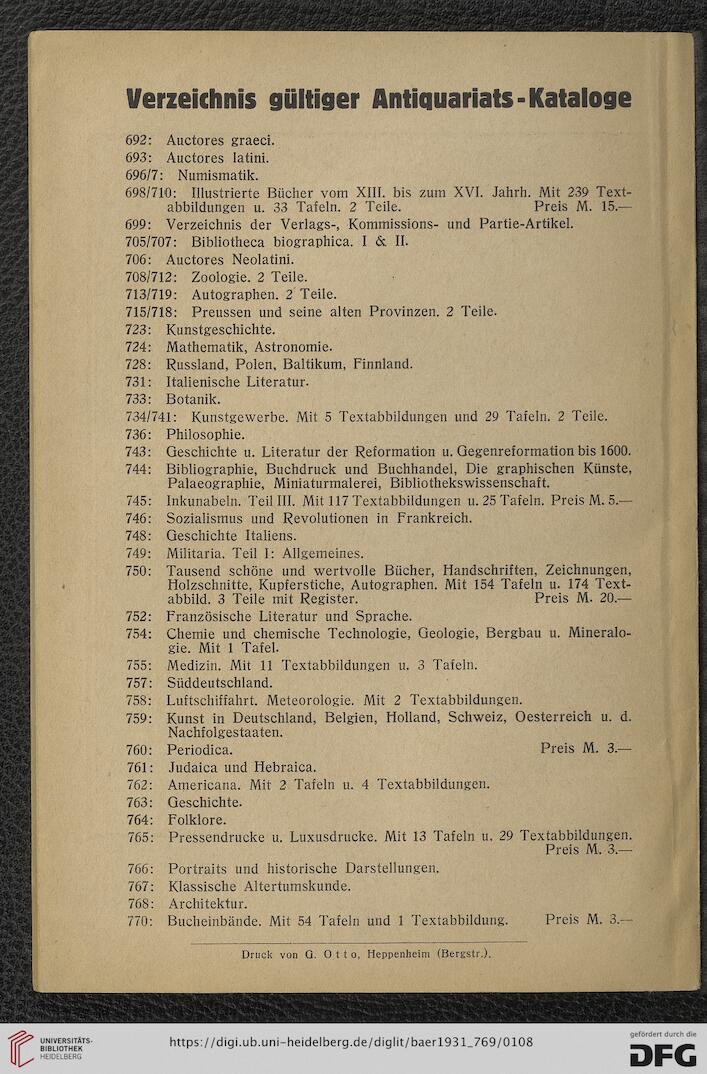 Verzeichnis gültiger Antiquariats-Kataloge
692: Auctores graeci.
693: Auctores latini.
696/7: Numismatik.
698/710: Illustrierte Bücher vom XIII. bis zum XVI. Jahrh. Mit 239 Text-
abbildungen u. 33 Tafeln. 2 Teile. Preis M. 15.—
699: Verzeichnis der Verlags-, Kommissions- und Partie-Artikel.
705/707: Bibliotheca biographica. I & II.
706: Auctores Neolatini.
708/712: Zoologie. 2 Teile.
713/719: Autographen. 2 Teile.
715/718: Preussen und seine alten Provinzen. 2 Teile.
723: Kunstgeschichte.
724: Mathematik, Astronomie.
728: Russland, Polen, Baltikum, Finnland.
731: Italienische Literatur.
733: Botanik.
734/741: Kunstgewerbe. Mit 5 Textabbildungen und 29 Tafeln. 2 Teile.
736: Philosophie.
743: Geschichte u. Literatur der Reformation u. Gegenreformation bis 1600.
744: Bibliographie, Buchdruck und Buchhandel, Die graphischen Künste,
Palaeographie, Miniaturmalerei, Bibliothekswissenschaft.
745: Inkunabeln. Teil III. Mit 117 Textabbildungen u. 25 Tafeln. Preis M. 5.—
746: Sozialismus und Revolutionen in Frankreich.
748: Geschichte Italiens.
749: Militaria. Teil I: Allgemeines.
750: Tausend schöne und wertvolle Bücher, Handschriften, Zeichnungen,
Holzschnitte, Kupferstiche, Autographen. Mit 154 Tafeln u. 174 Text-
abbild. 3 Teile mit Register. Preis M. 20.—
752: Französische Literatur und Sprache.
754: Chemie und chemische Technologie, Geologie, Bergbau u. Mineralo-
gie. Mit 1 Tafel.
755: Medizin. Mit 11 Textabbildungen u. 3 Tafeln.
757: Süddeutschland.
758: Luftschiffahrt. Meteorologie. Mit 2 Textabbildungen.
759: Kunst in Deutschland, Belgien, Holland, Schweiz, Oesterreich u. d.
Nachfolgestaaten.
760: Periodica. Preis M. 3.—
761: Judaica und Hebraica.
762: Americana. Mit 2 Tafeln u. 4 Textabbildungen.
763: Geschichte.
764: Folklore.
765: Pressendrucke u. Luxusdrucke. Mit 13 Tafeln u. 29 Textabbildungen.
Preis M. 3.—
766: Portraits und historische Darstellungen.
767: Klassische Altertumskunde.
768: Architektur.
770: Bucheinbände. Mit 54 Tafeln und 1 Textabbildung. Preis M. 3.—
Druck von G. Otto, Heppenheim (Bergstr.).
UNIVERSITÄTS-
BIBLIOTHEK
HEIDELBERG
https://digi.ub.uni-heidelberg.de/diglit/baer1931_769/0108
gefördert durch die
DFG